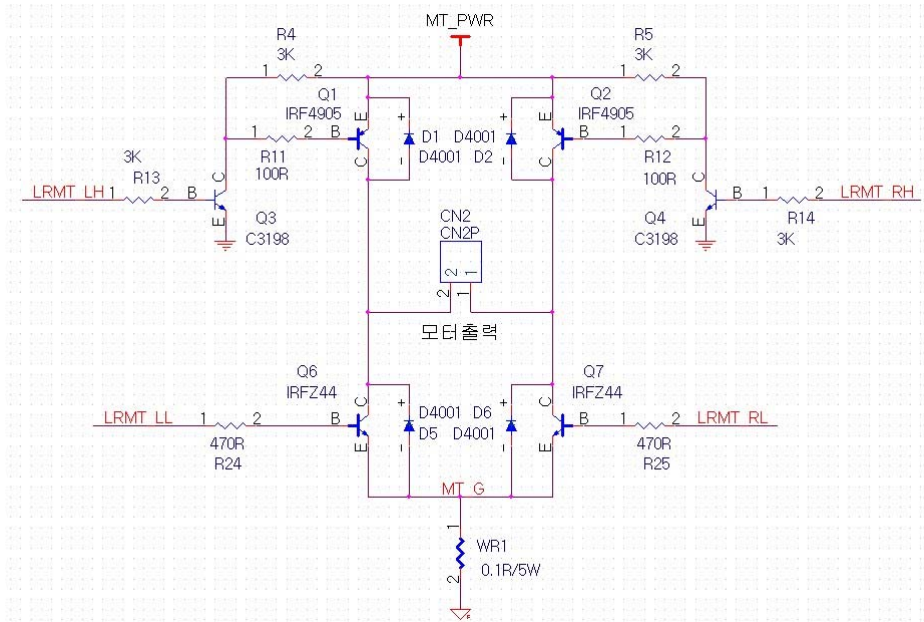 MT_PWR
R4
3K
1 2
R5
3K
1 2
Q1
IRF4905
E
B
C
Q2
IRF4905
E
B
C
+
D1
D4001
-
+
D4001
D2
-
1 2
R11
100R
1 2
R12
100R
LRMT_LH
3K
R13
1 2
B
C
E
Q3
C3198
LRMT_RH
1 2
R14
3K
B
C
E
Q4
C3198
CN2
CN2P
2 1
2 1
모터출력
Q6
IRFZ44
C
B
E
Q7
IRFZ44
C
B
E
LRMT_LL
1 2
470R
R24
+
D4001
D5
-
+
D6
D4001
-
1 2
470R
R25
LRMT_RL
MT_G
1
WR1
0.1R/5W
2